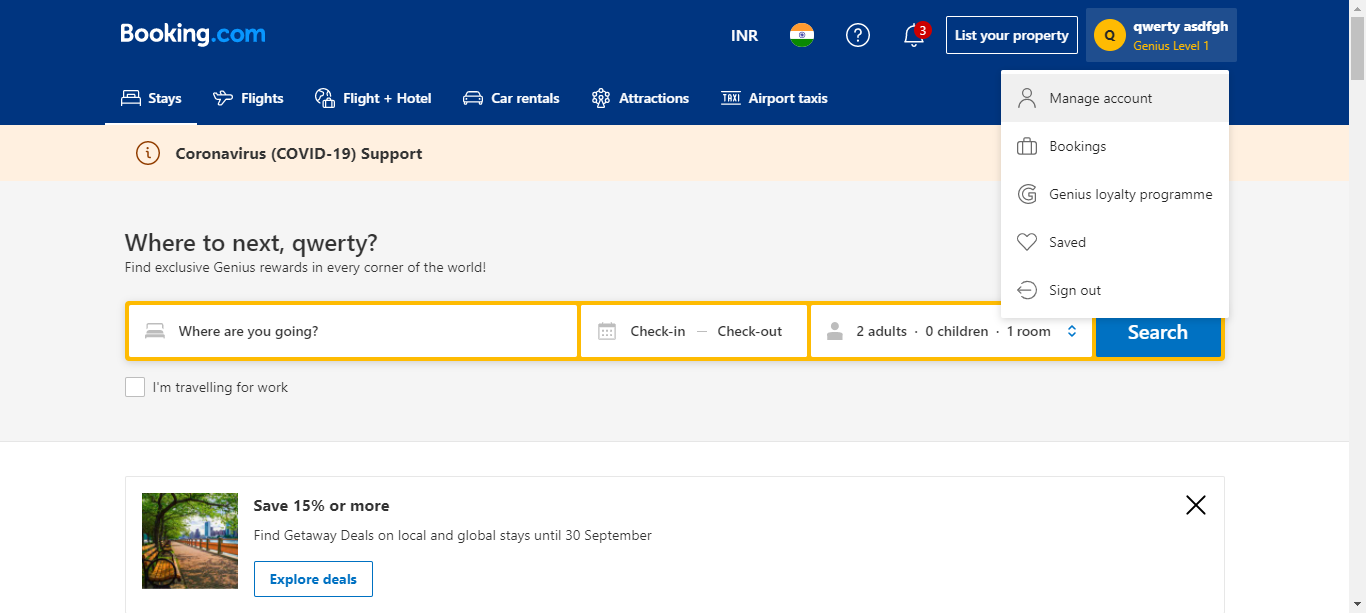 Booking.com
INR
3
List your property
Q
qwerty asdfgh
Genius Level 1
Stays
Flights
Flight + Hotel
Car rentals
Attractions
TAXI
Airport taxis
Manage account
Bookings
Genius loyalty programme
Saved
Sign out
Coronavirus (COVID-19) Support
Where to next, qwerty?
Find exclusive Genius rewards in every corner of the world!
Where are you going?
Check-in — Check-out
2 adults · 0 children · 1 room
Search
I'm travelling for work
Save 15% or more
Find Getaway Deals on local and global stays until 30 September
Explore deals